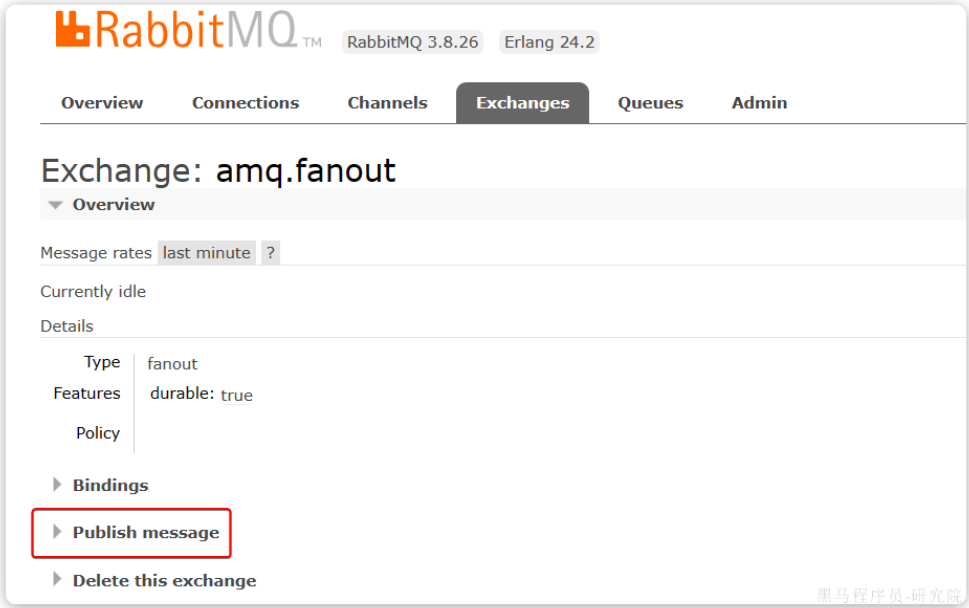 RabbitMQ TM RabbitMQ 3.8.26 Erlang 24.2
Overview Connections Channels Exchanges Queues Admin
Exchange: amq.fanout
Overview
Message rates last minute ?
Currently idle
Details
Type fanout
Features durable: true
Policy
Bindings
Publish message
Delete this exchange
黑马程序员-研究院